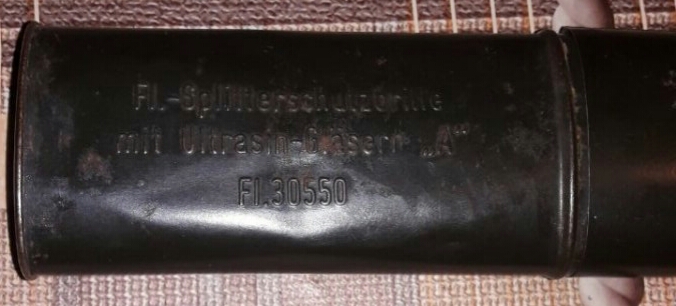 Fl.-Splitterschutzbrille
mit Ultrasin-Gläsern „A“
Fl.30550